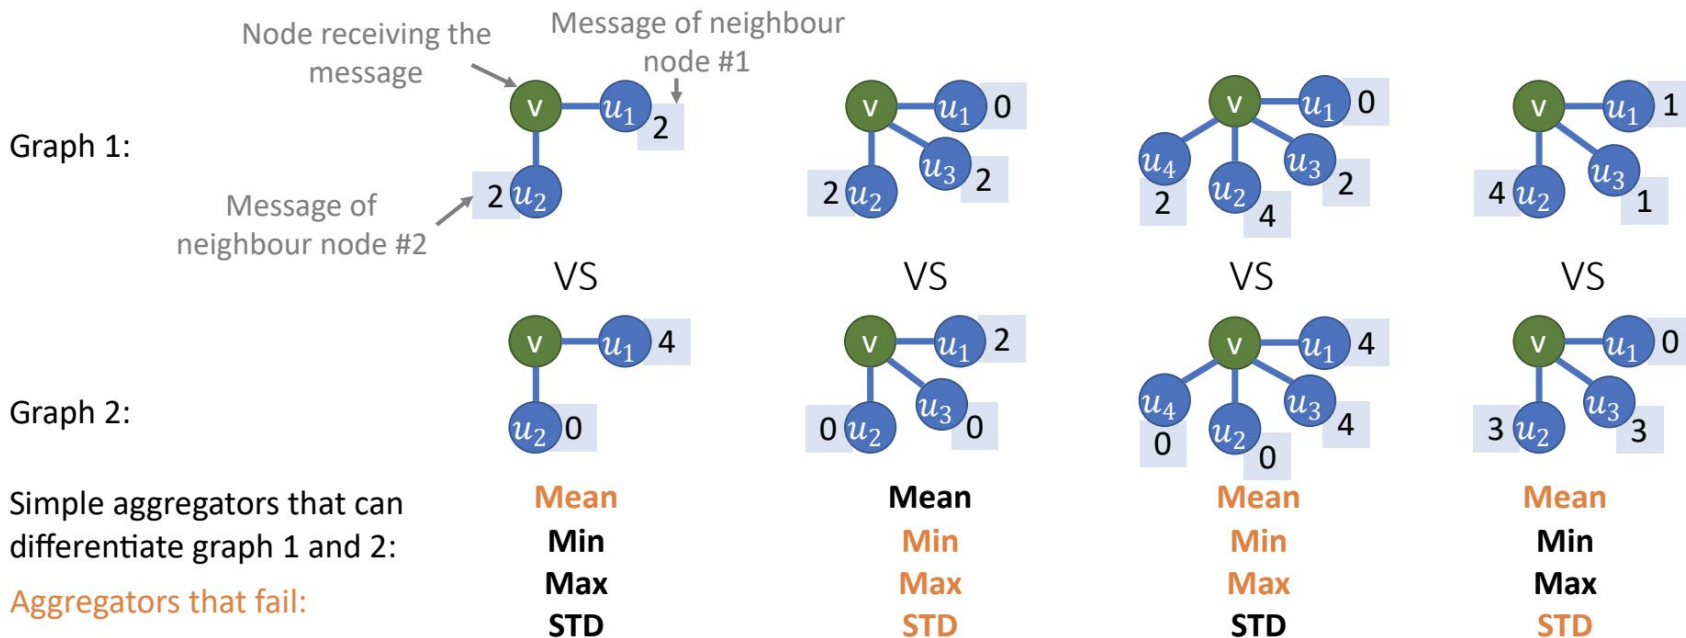 Node receiving the
message
Message of neighbour
node #1
Graph 1:
v
u₁
2
2
u₂
Message of
neighbour node #2
v
u₁
0
u₃
2
2
u₂
v
u₁
0
u₄
2
u₂
4
u₃
2
v
u₁
1
u₃
1
4
u₂
VS
VS
VS
VS
Graph 2:
v
u₁
4
u₂
0
v
u₁
2
u₃
0
0
u₂
v
u₁
4
u₄
0
u₂
0
u₃
4
v
u₁
0
u₃
3
3
u₂
Simple aggregators that can
differentiate graph 1 and 2:
Aggregators that fail:
Mean
Min
Max
STD
Mean
Min
Max
STD
Mean
Min
Max
STD
Mean
Min
Max
STD